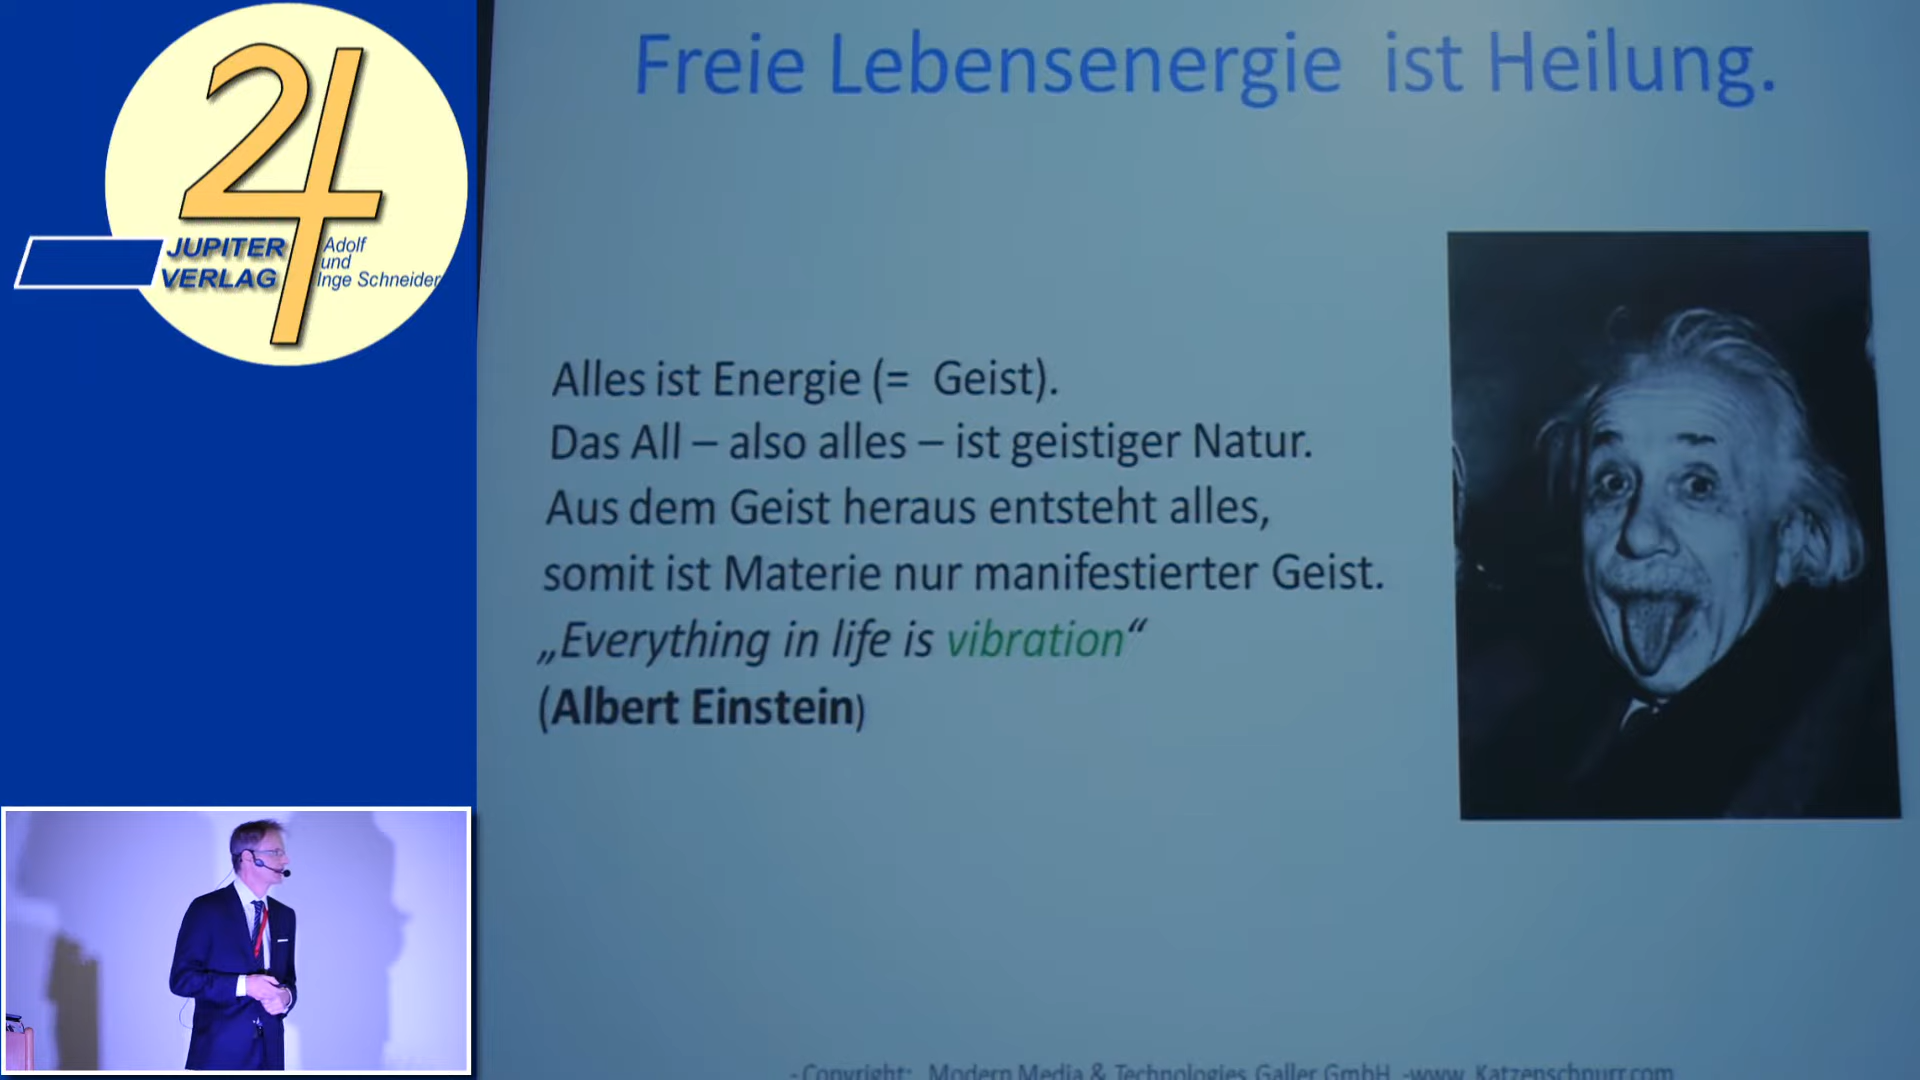 24
JUPITER
VERLAG
Adolf
und
Inge Schneider
Freie Lebensenergie ist Heilung.
Alles ist Energie (= Geist).
Das All – also alles – ist geistiger Natur.
Aus dem Geist heraus entsteht alles,
somit ist Materie nur manifestierter Geist.
„Everything in life is vibration“
(Albert Einstein)
- Copyright: Modern Media & Technologies Galler GmbH -www. Katzenschnurr.com